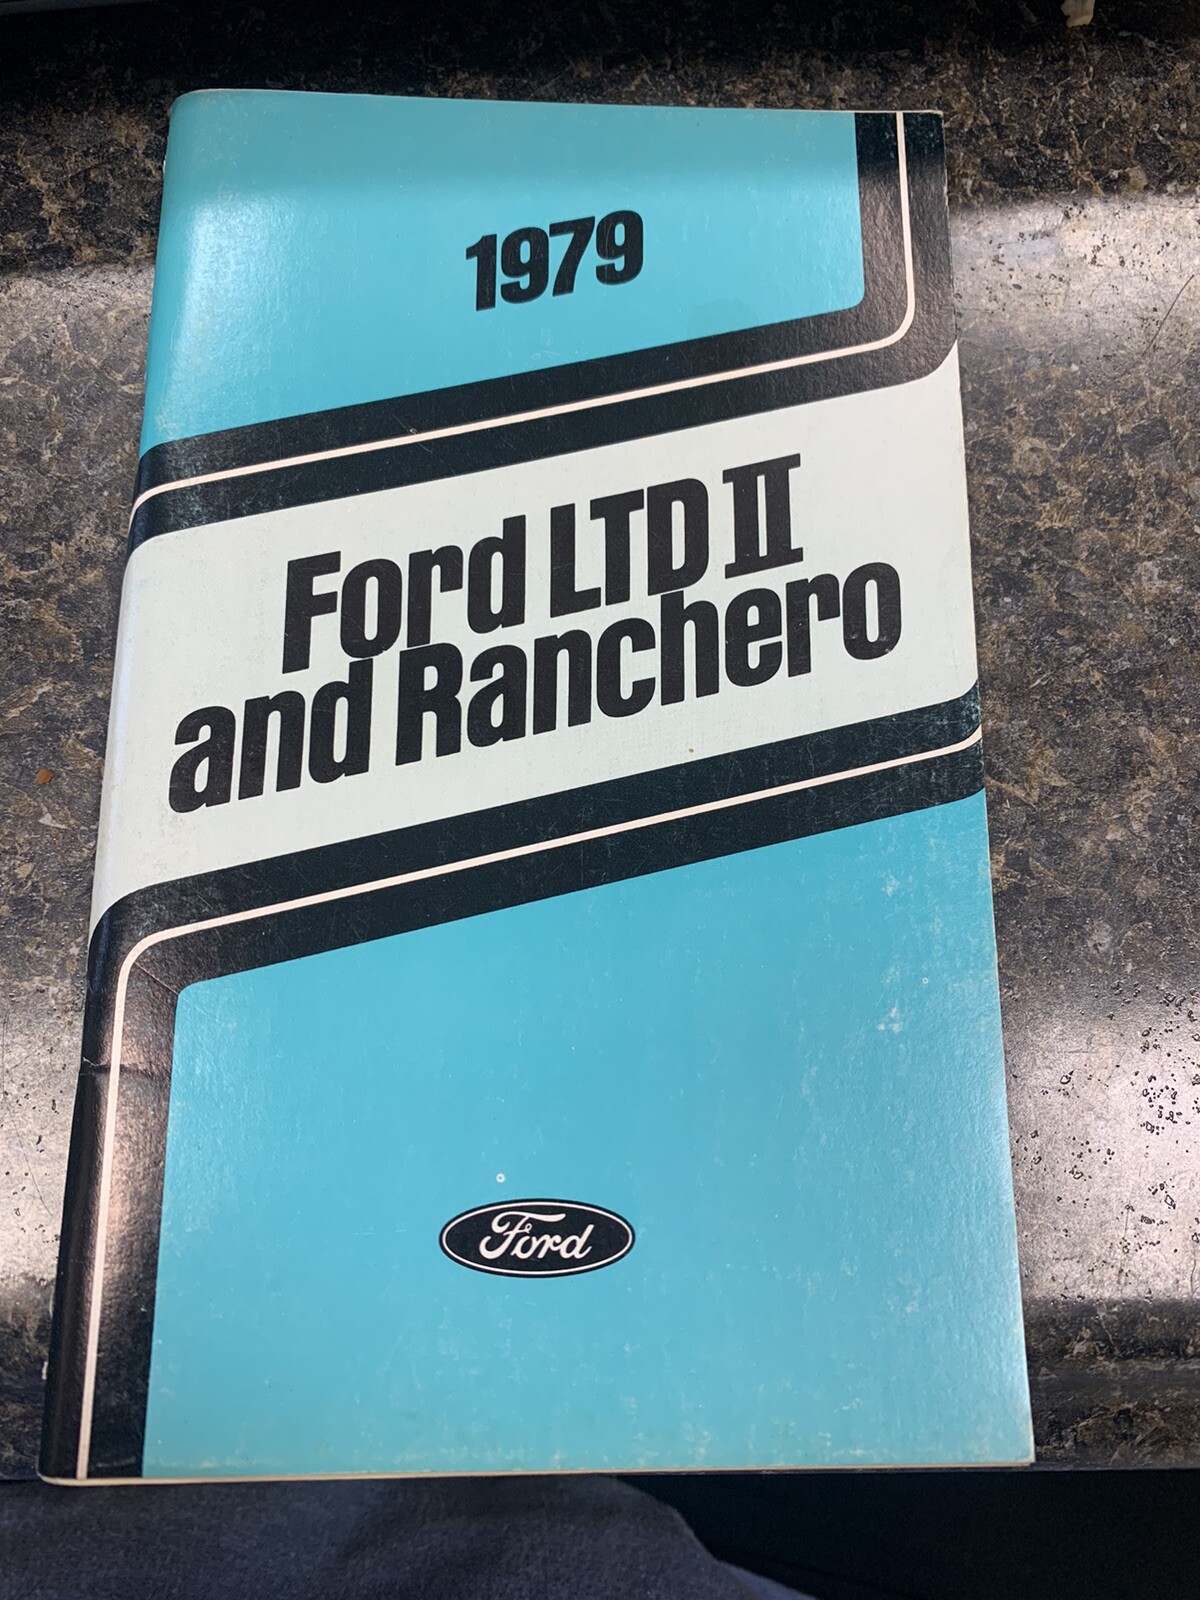 1979
Ford LTD II
and Ranchero
Ford